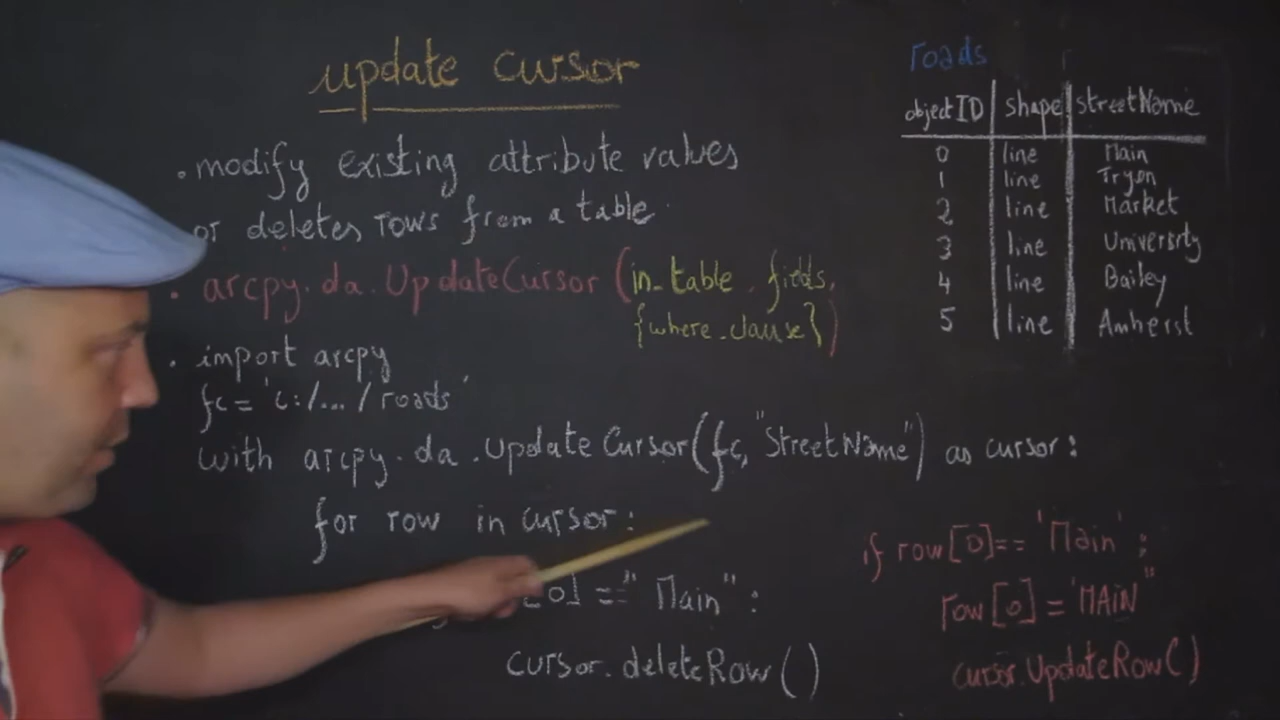 update cursor
. modify existing attribute values
or deletes rows from a table
. arcpy.da.UpdateCursor (in_table, fields,
{where_clause})
. import arcpy
fc = 'c:/.../roads'
with arcpy.da.UpdateCursor(fc, "StreetName") as cursor:
for row in cursor:
[0] == "Main":
cursor.deleteRow()
roads
objectID shape streetName
0 line Main
1 line Tryon
2 line Market
3 line University
4 line Bailey
5 line Amherst
if row[0]== 'Main':
row[0] = 'MAiN"
cursor.UpdateRow()